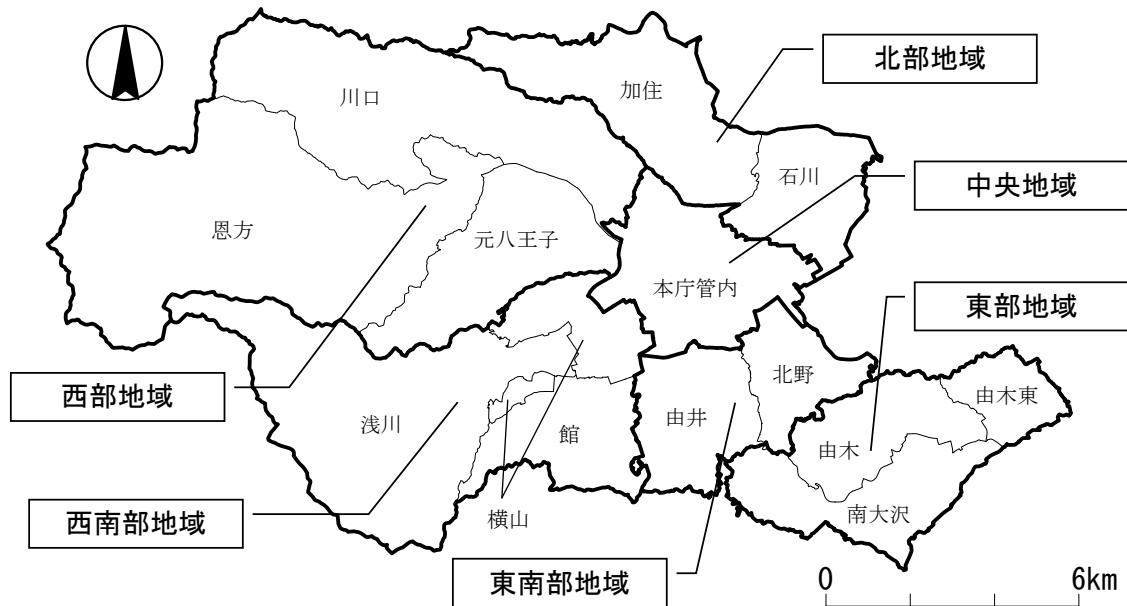 北部地域
加住
川口
石川
中央地域
恩方
元八王子
本庁管内
東部地域
北野
西部地域
由木東
浅川
由井
館
由木
西南部地域
横山
南大沢
東南部地域
0 6km